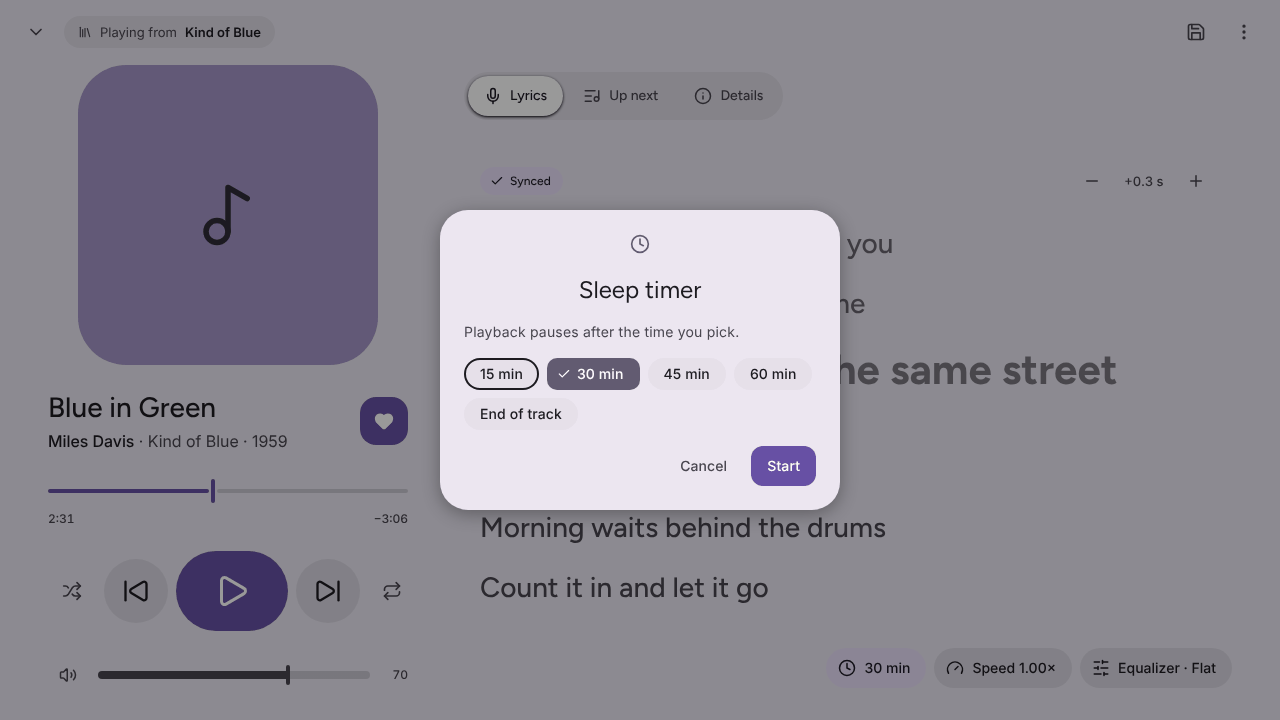 Playing from Kind of Blue
Lyrics
Up next
Details
Synced
+0.3 s
you
Sleep timer
Playback pauses after the time you pick.
15 min
30 min
45 min
60 min
End of track
Cancel
Start
same street
Blue in Green
Miles Davis · Kind of Blue · 1959
2:31
−3:06
Morning waits behind the drums
Count it in and let it go
70
30 min
Speed 1.00×
Equalizer · Flat